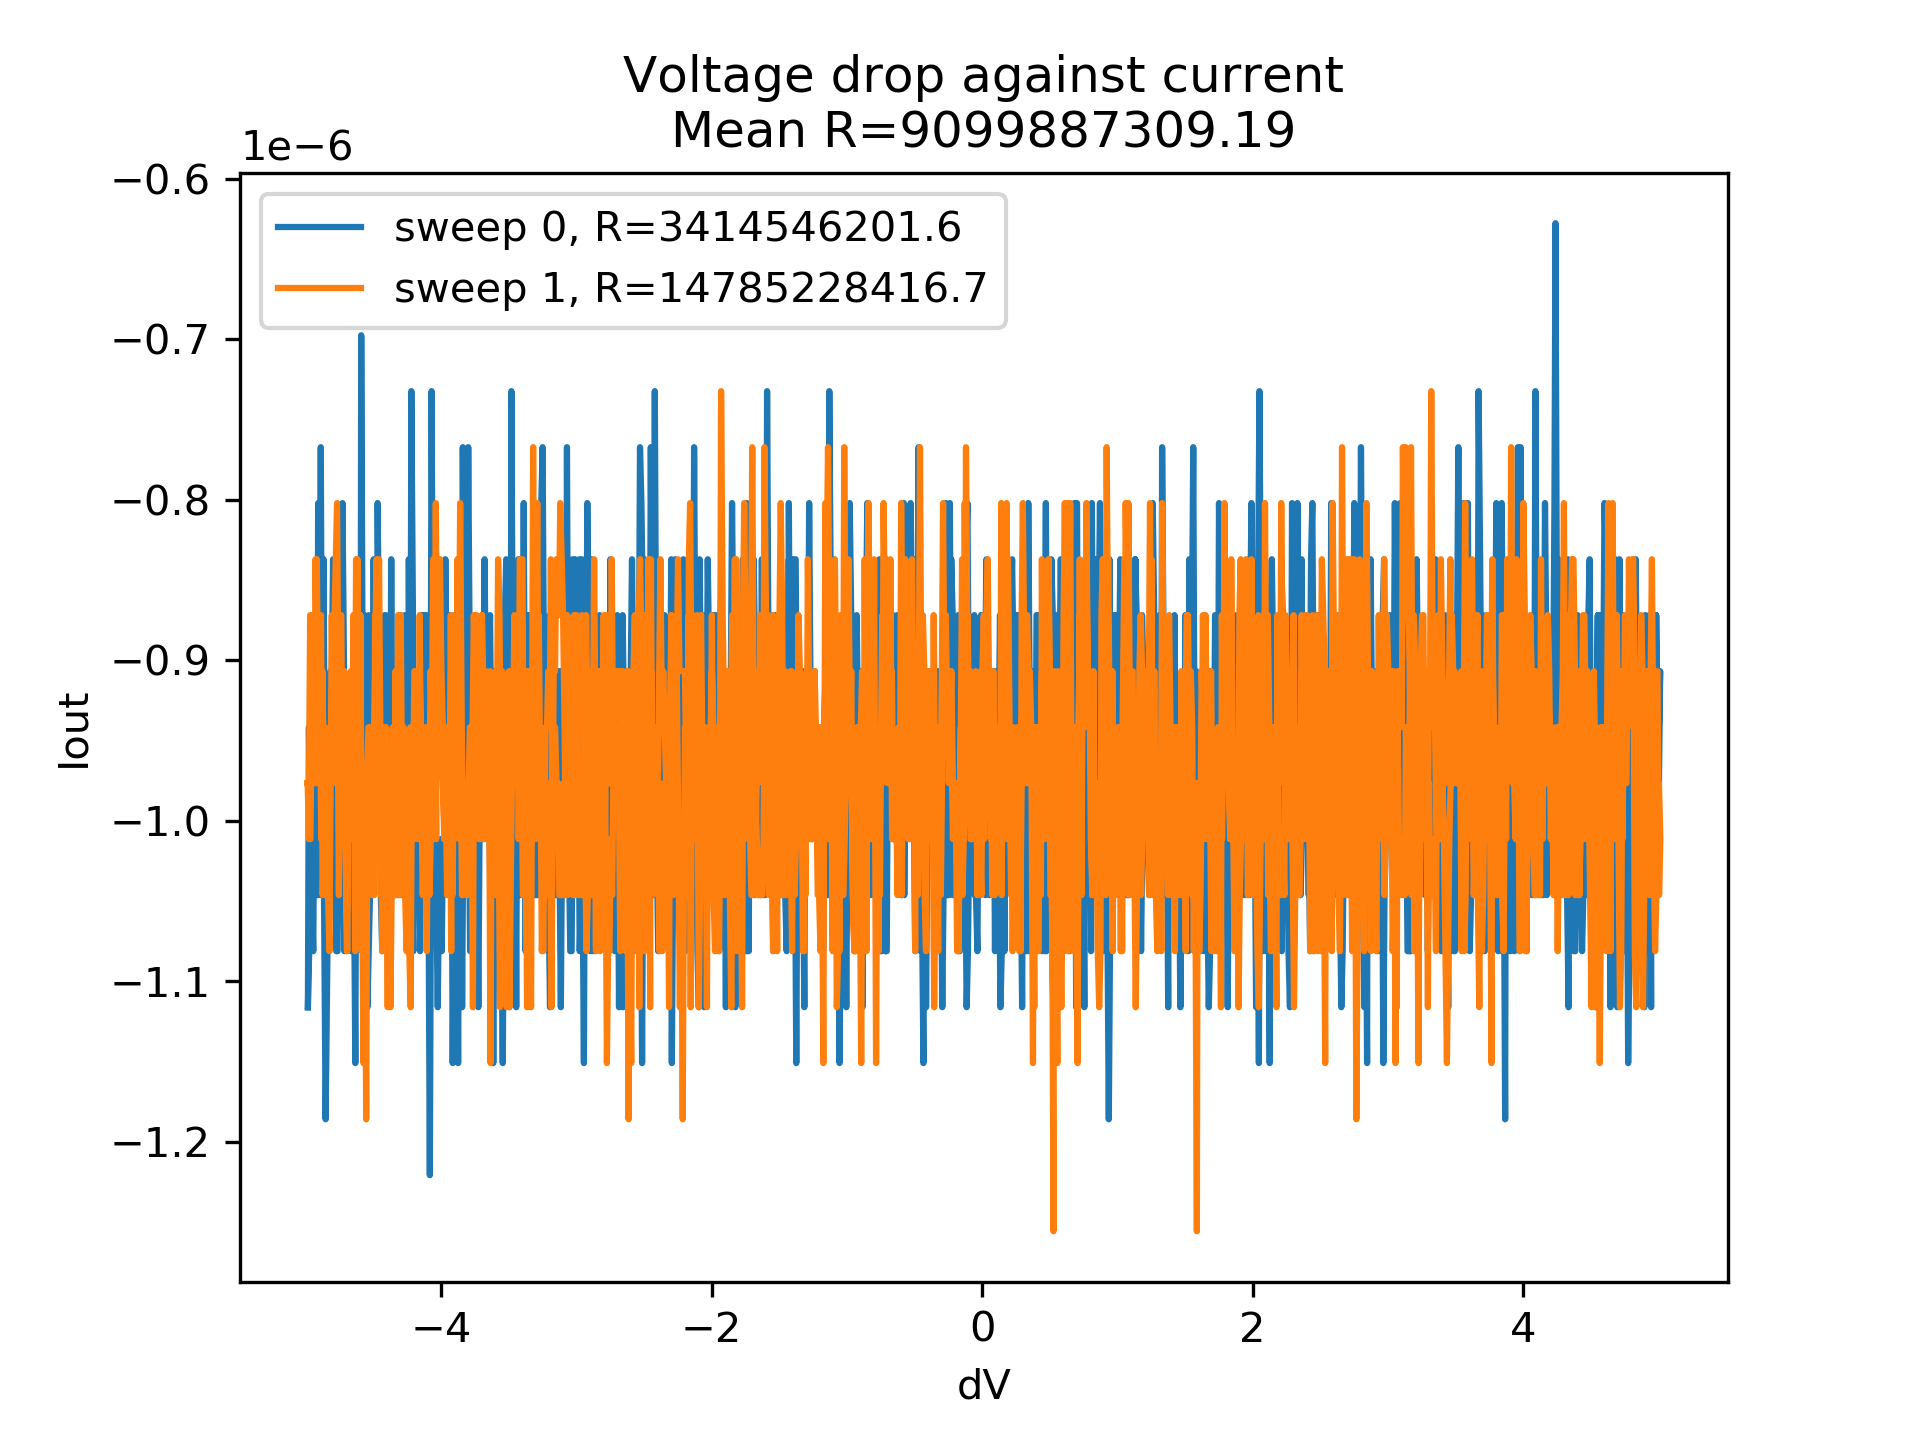 Voltage drop against current
Mean R=9099887309.19
1e−6
sweep 0, R=3414546201.6
sweep 1, R=14785228416.7
−0.6
−0.7
−0.8
−0.9
−1.0
−1.1
−1.2
Iout
−4
−2
0
2
4
dV